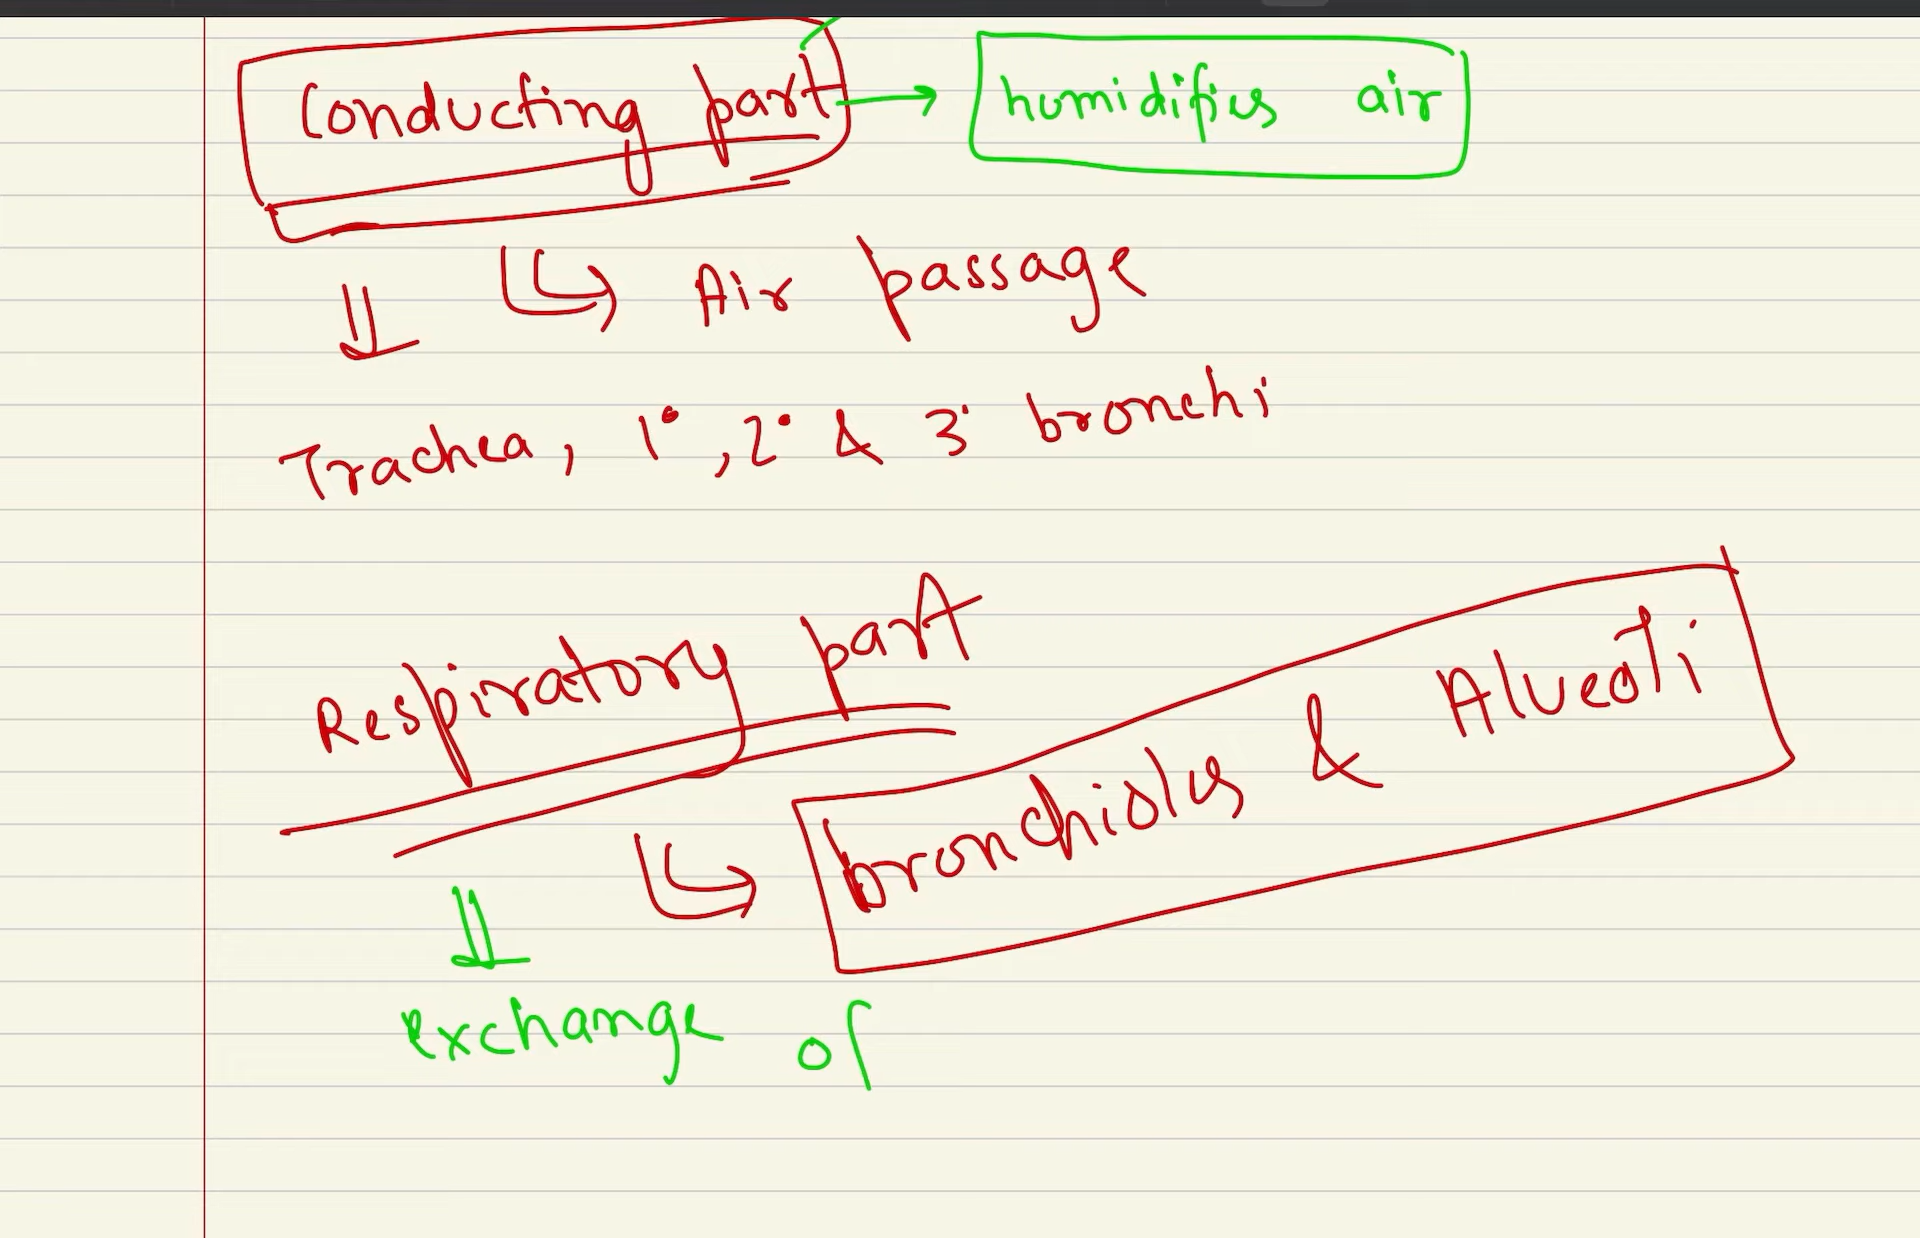 Conducting part → humidifies air
↳ Air passage
Trachea, 1°, 2° & 3° bronchi
Respiratory part
↳ bronchioles & Alveoli
exchange of